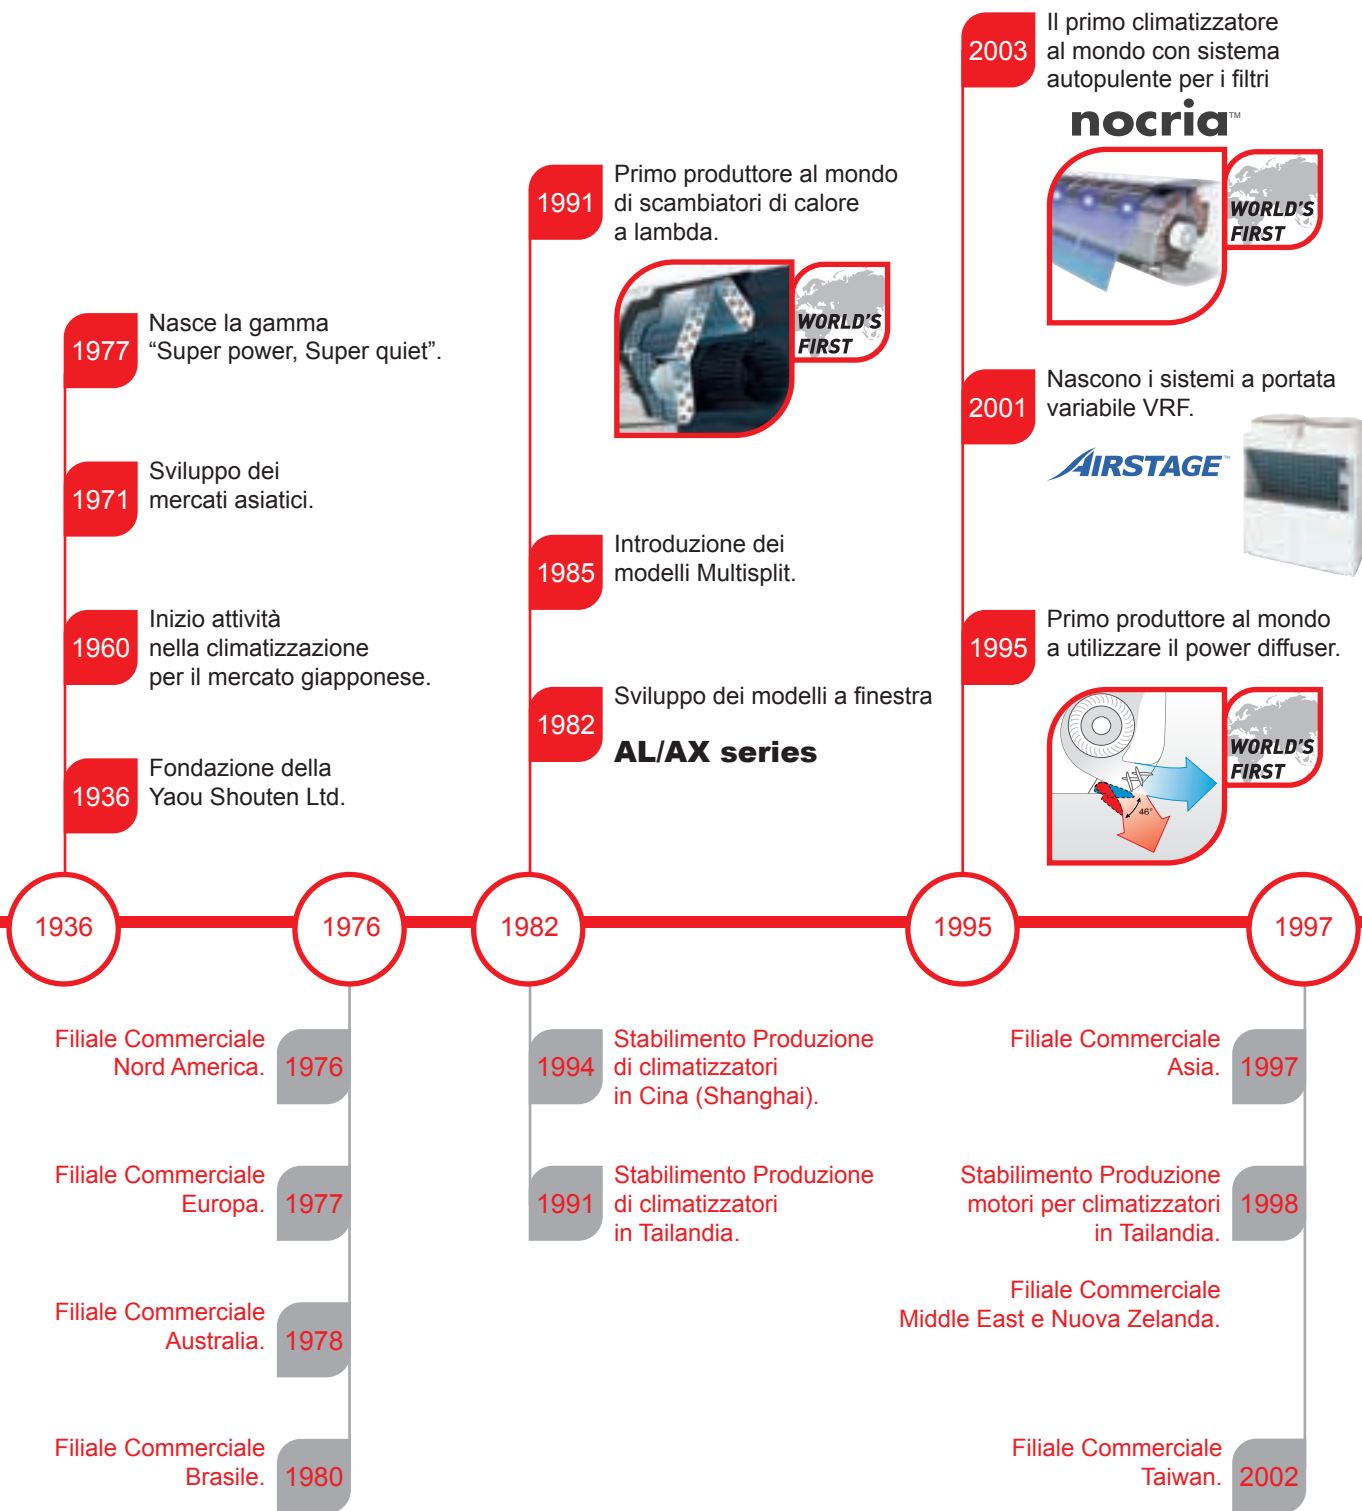 2003
Il primo climatizzatore
al mondo con sistema
autopulente per i filtri
nocria™
WORLD'S
FIRST
1991
Primo produttore al mondo
di scambiatori di calore
a lambda.
WORLD'S
FIRST
1977
Nasce la gamma
“Super power, Super quiet”.
2001
Nascono i sistemi a portata
variabile VRF.
AIRSTAGE™
1971
Sviluppo dei
mercati asiatici.
1985
Introduzione dei
modelli Multisplit.
1960
Inizio attività
nella climatizzazione
per il mercato giapponese.
1995
Primo produttore al mondo
a utilizzare il power diffuser.
46°
WORLD'S
FIRST
1982
Sviluppo dei modelli a finestra
AL/AX series
1936
Fondazione della
Yaou Shouten Ltd.
1936
1976
1982
1995
1997
Filiale Commerciale
Nord America.
1976
1994
Stabilimento Produzione
di climatizzatori
in Cina (Shanghai).
Filiale Commerciale
Asia.
1997
Filiale Commerciale
Europa.
1977
1991
Stabilimento Produzione
di climatizzatori
in Tailandia.
Stabilimento Produzione
motori per climatizzatori
in Tailandia.
1998
Filiale Commerciale
Middle East e Nuova Zelanda.
Filiale Commerciale
Australia.
1978
Filiale Commerciale
Brasile.
1980
Filiale Commerciale
Taiwan.
2002